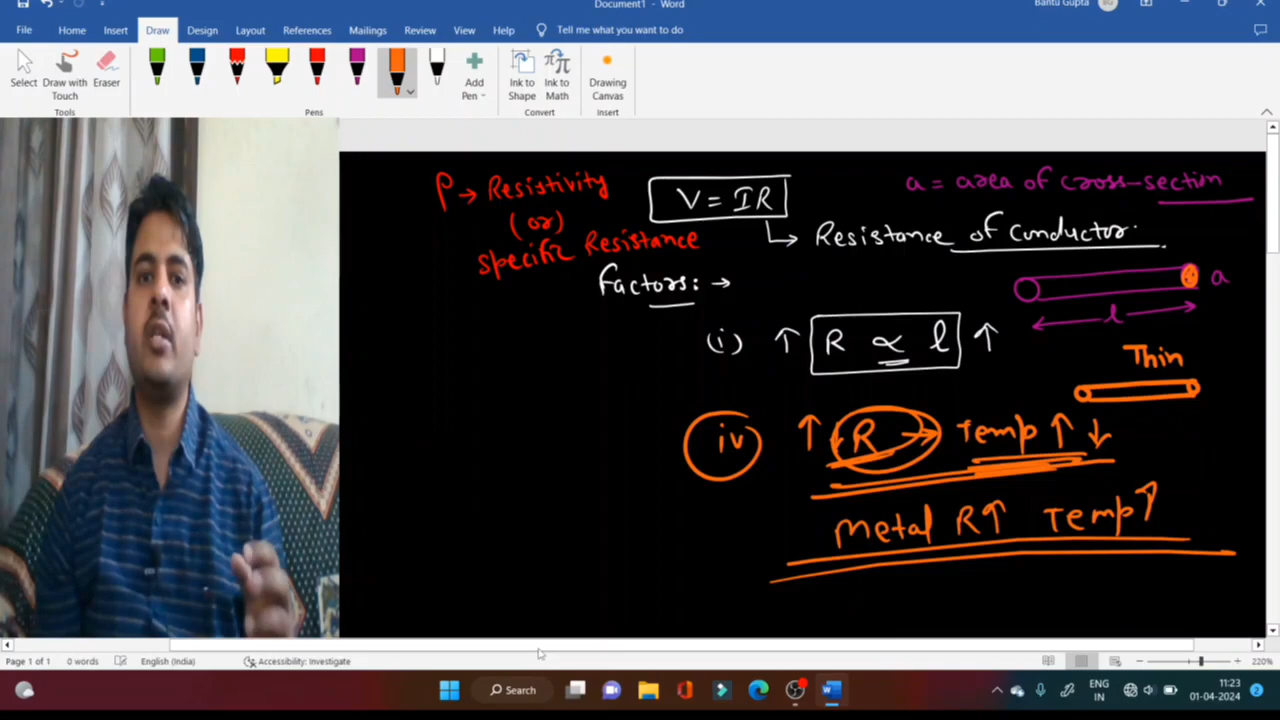 Document1 - Word
Bantu Gupta
BG
File Home Insert Draw Design Layout References Mailings Review View Help Tell me what you want to do
Select Draw with Touch Eraser Add Pen Ink to Shape Ink to Math Drawing Canvas
Tools Pens Convert Insert
ρ → Resistivity
(or)
specific Resistance
V = IR
↳ Resistance of conductor.
a = area of cross-section
Factors: →
a
l
(i) ↑ R ∝ l ↑
Thin
iv ↑ R → Temp ↑ ↓
Metal R↑ Temp↑
Page 1 of 1 0 words English (India) Accessibility: Investigate 220%
Search
ENG
IN
11:23
01-04-2024
2